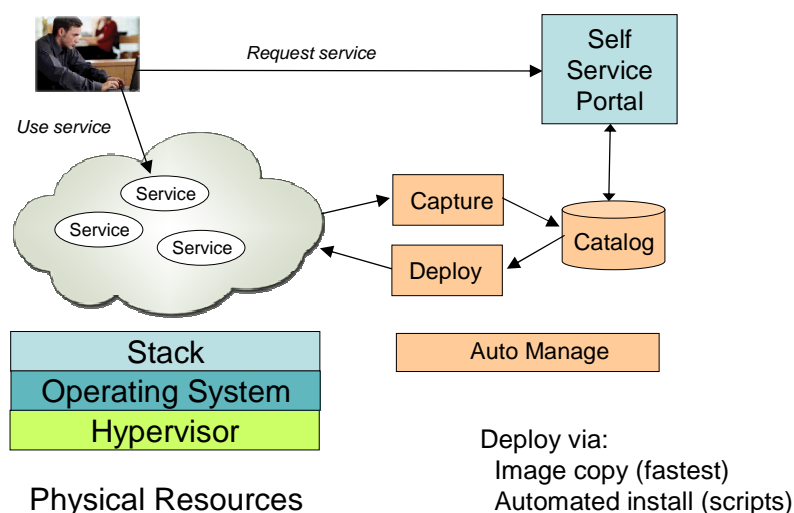 Request service
Self
Service
Portal
Use service
Service
Service
Service
Capture
Deploy
Catalog
Stack
Operating System
Hypervisor
Auto Manage
Physical Resources
Deploy via:
Image copy (fastest)
Automated install (scripts)